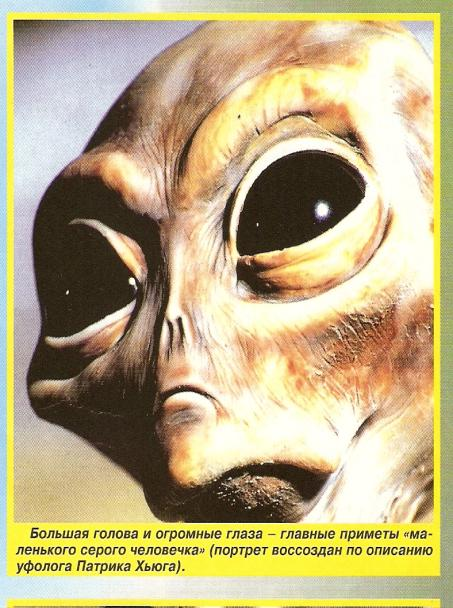 Большая голова и огромные глаза – главные приметы «ма-
ленького серого человечка» (портрет воссоздан по описанию
уфолога Патрика Хьюга).